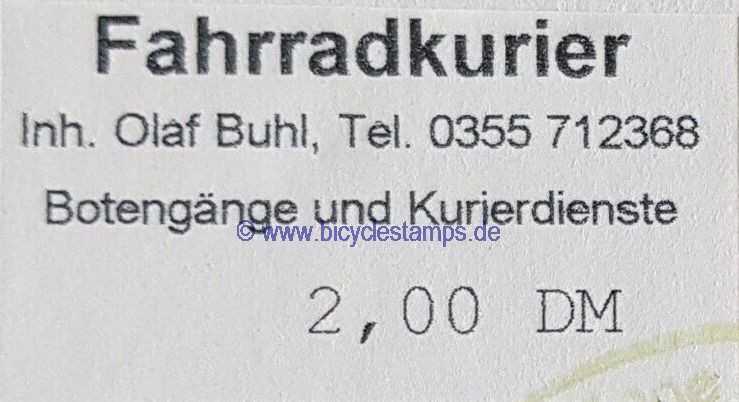 Fahrradkurier
Inh. Olaf Buhl, Tel. 0355 712368
Botengänge und Kurierdienste
© www.bicyclestamps.de
2,00 DM